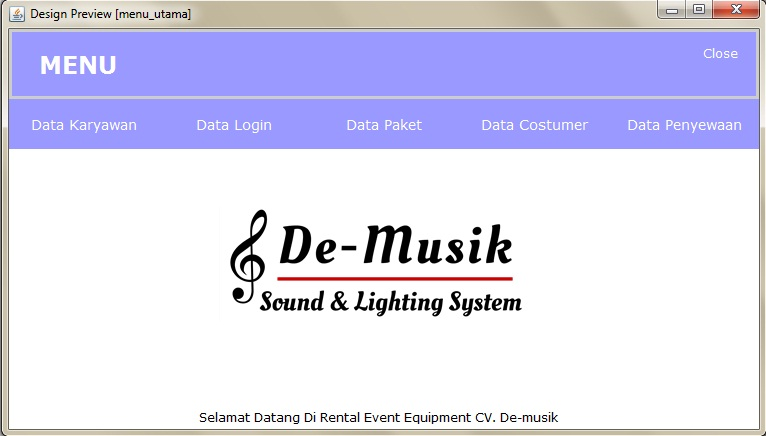 Design Preview [menu_utama]
MENU
Close
Data Karyawan Data Login Data Paket Data Costumer Data Penyewaan
De-Musik
Sound & Lighting System
Selamat Datang Di Rental Event Equipment CV. De-musik